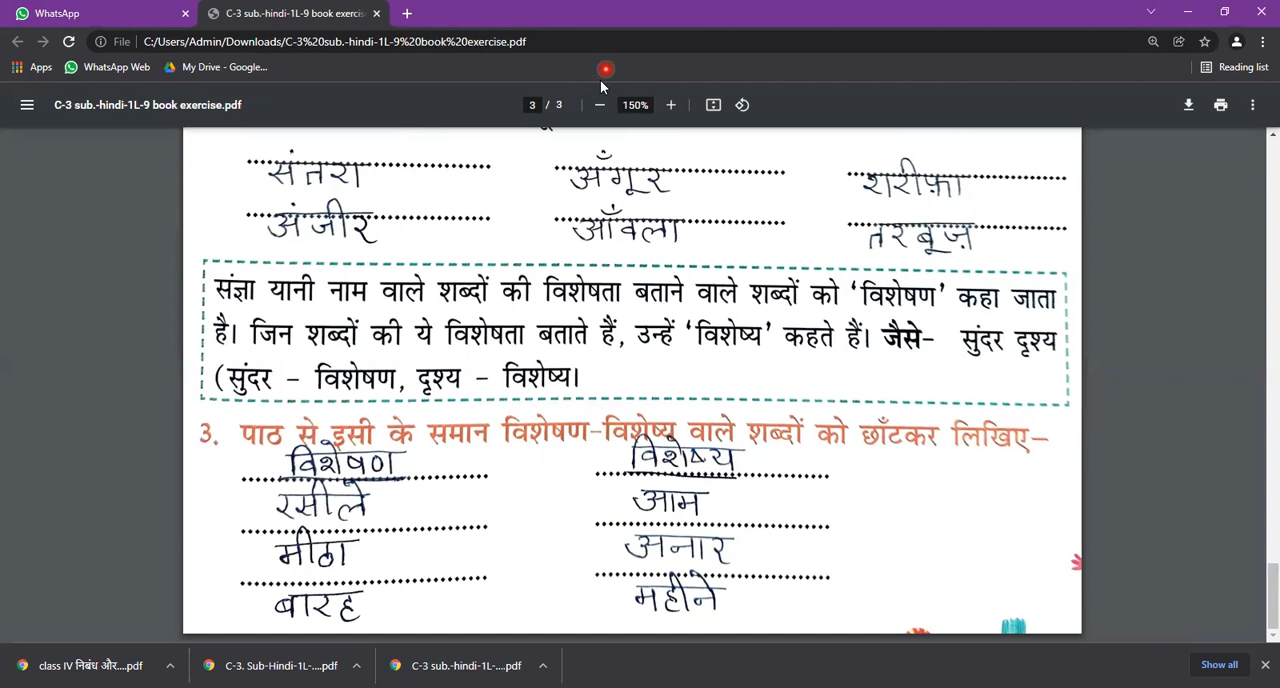 WhatsApp C-3 sub.-hindi-1L-9 book exercis
File C:/Users/Admin/Downloads/C-3%20sub.-hindi-1L-9%20book%20exercise.pdf
Apps WhatsApp Web My Drive - Google... Reading list
C-3 sub.-hindi-1L-9 book exercise.pdf 3 / 3 150%
संतरा अँगूर शरीफ़ा
अंजीर आँवला तरबूज़
संज्ञा यानी नाम वाले शब्दों की विशेषता बताने वाले शब्दों को ‘विशेषण’ कहा जाता
है। जिन शब्दों की ये विशेषता बताते हैं, उन्हें ‘विशेष्य’ कहते हैं। जैसे- सुंदर दृश्य
(सुंदर - विशेषण, दृश्य - विशेष्य।
3. पाठ से इसी के समान विशेषण-विशेष्य वाले शब्दों को छाँटकर लिखिए-
विशेषण विशेष्य
रसीले आम
मीठा अनार
बारह महीने
class IV निबंध और....pdf C-3. Sub-Hindi-1L-....pdf C-3 sub.-hindi-1L-....pdf Show all